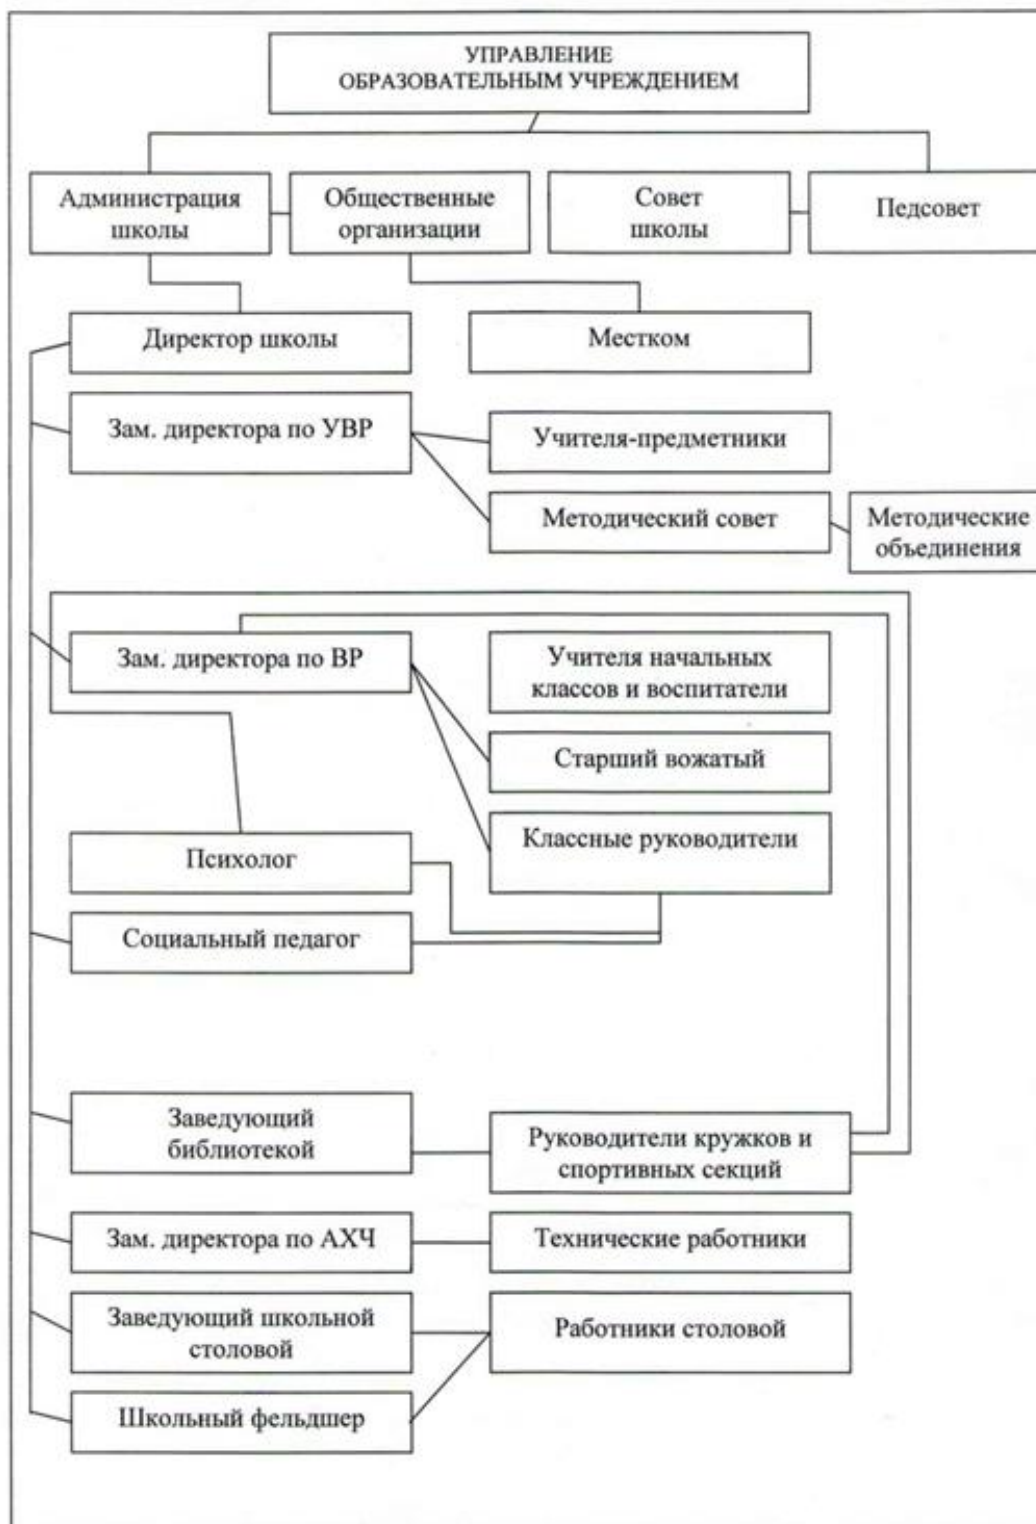 УПРАВЛЕНИЕ
ОБРАЗОВАТЕЛЬНЫМ УЧРЕЖДЕНИЕМ
Администрация
школы
Общественные
организации
Совет
школы
Педсовет
Директор школы
Местком
Зам. директора по УВР
Учителя-предметники
Методический совет
Методические
объединения
Зам. директора по ВР
Учителя начальных
классов и воспитатели
Старший вожатый
Классные руководители
Психолог
Социальный педагог
Заведующий
библиотекой
Руководители кружков и
спортивных секций
Зам. директора по АХЧ
Технические работники
Заведующий школьной
столовой
Работники столовой
Школьный фельдшер